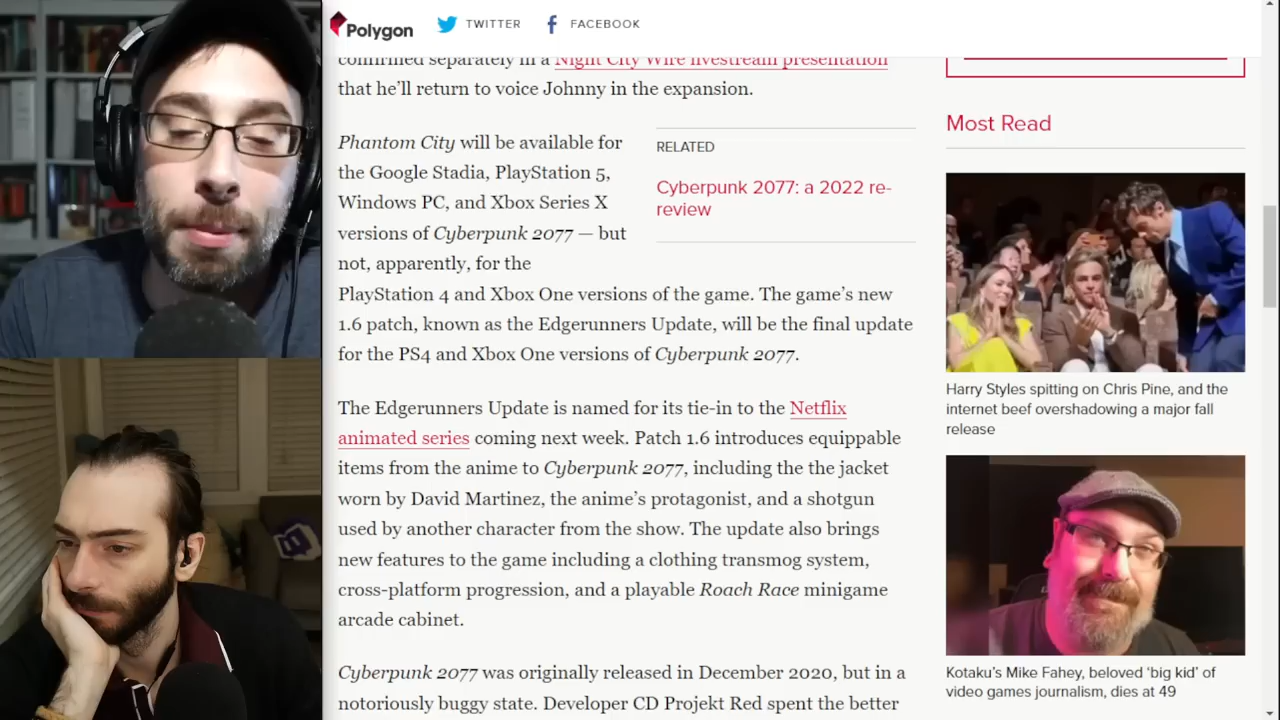 Polygon
TWITTER
FACEBOOK
confirmed separately in a Night City Wire livestream presentation
that he’ll return to voice Johnny in the expansion.
Phantom City will be available for
the Google Stadia, PlayStation 5,
Windows PC, and Xbox Series X
versions of Cyberpunk 2077 — but
not, apparently, for the
PlayStation 4 and Xbox One versions of the game. The game’s new
1.6 patch, known as the Edgerunners Update, will be the final update
for the PS4 and Xbox One versions of Cyberpunk 2077.
RELATED
Cyberpunk 2077: a 2022 re-
review
The Edgerunners Update is named for its tie-in to the Netflix
animated series coming next week. Patch 1.6 introduces equippable
items from the anime to Cyberpunk 2077, including the the jacket
worn by David Martinez, the anime’s protagonist, and a shotgun
used by another character from the show. The update also brings
new features to the game including a clothing transmog system,
cross-platform progression, and a playable Roach Race minigame
arcade cabinet.
Cyberpunk 2077 was originally released in December 2020, but in a
notoriously buggy state. Developer CD Projekt Red spent the better
Most Read
Harry Styles spitting on Chris Pine, and the
internet beef overshadowing a major fall
release
Kotaku’s Mike Fahey, beloved ‘big kid’ of
video games journalism, dies at 49